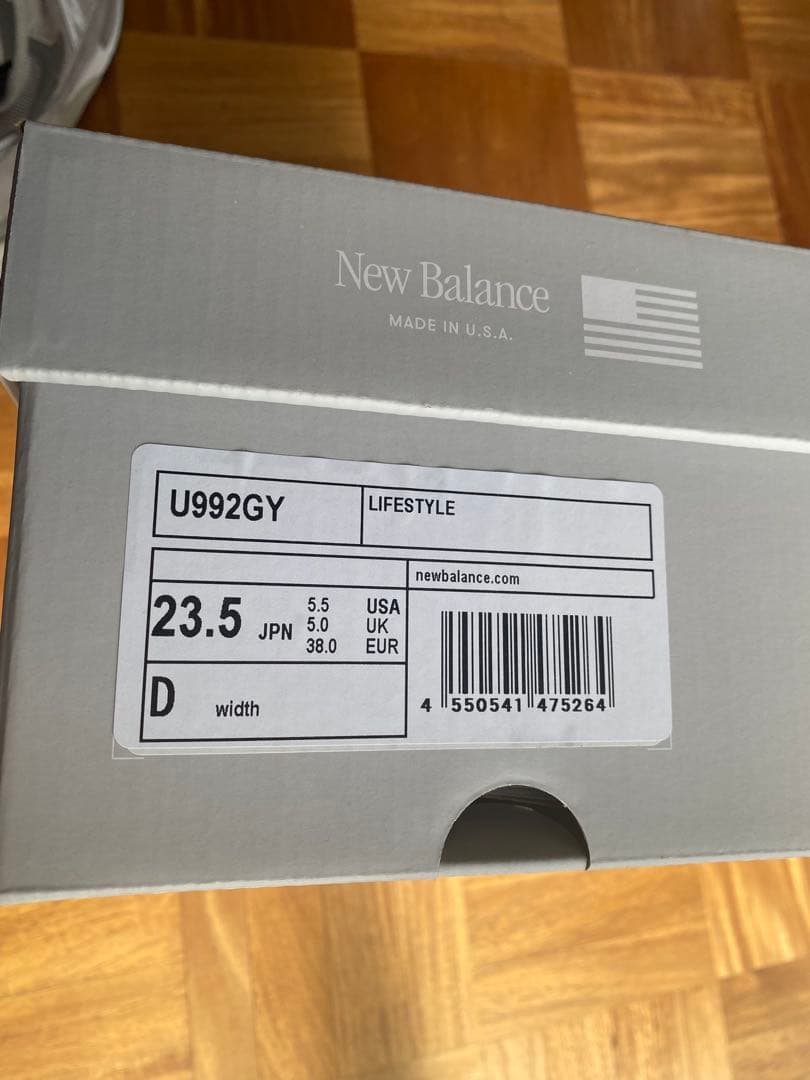 New Balance
MADE IN U.S.A.
U992GY
LIFESTYLE
newbalance.com
23.5 JPN
5.5 USA
5.0 UK
38.0 EUR
D width
4 550541 475264